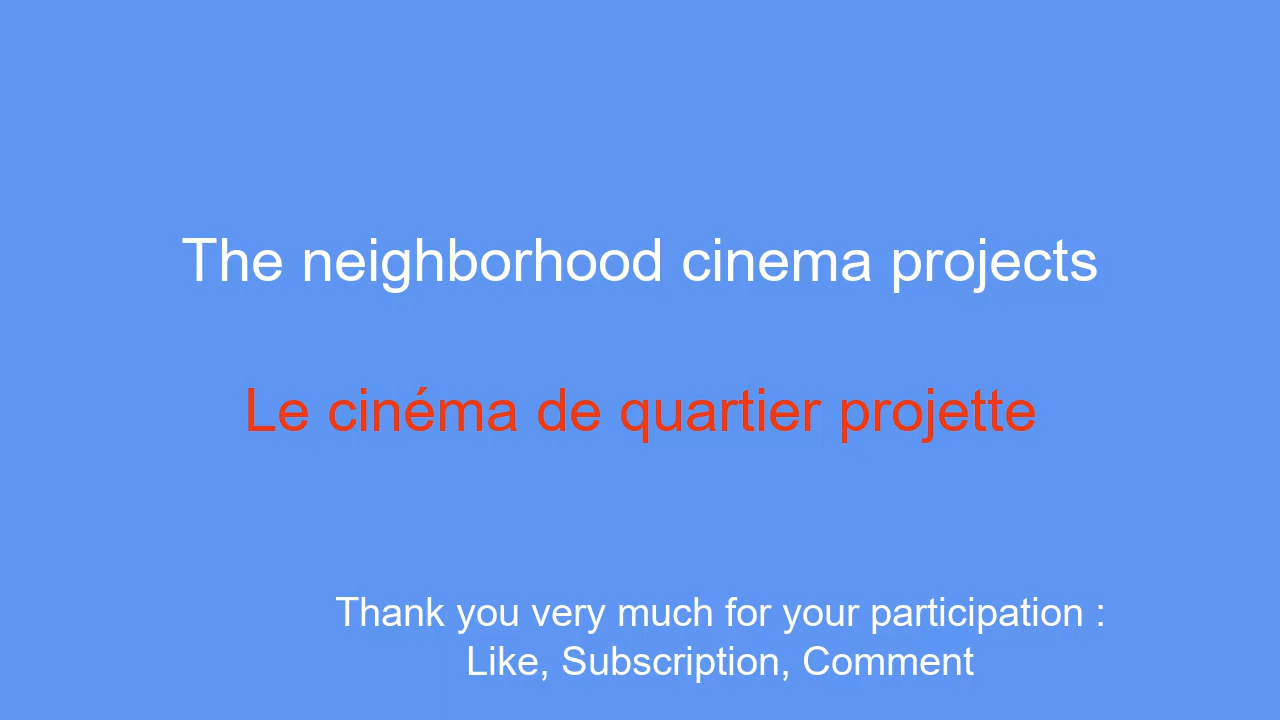 The neighborhood cinema projects
Le cinéma de quartier projette
Thank you very much for your participation :
Like, Subscription, Comment